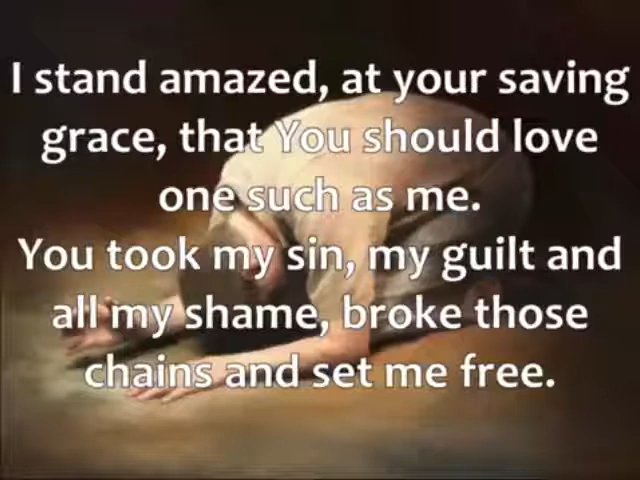 I stand amazed, at your saving
grace, that You should love
one such as me.
You took my sin, my guilt and
all my shame, broke those
chains and set me free.